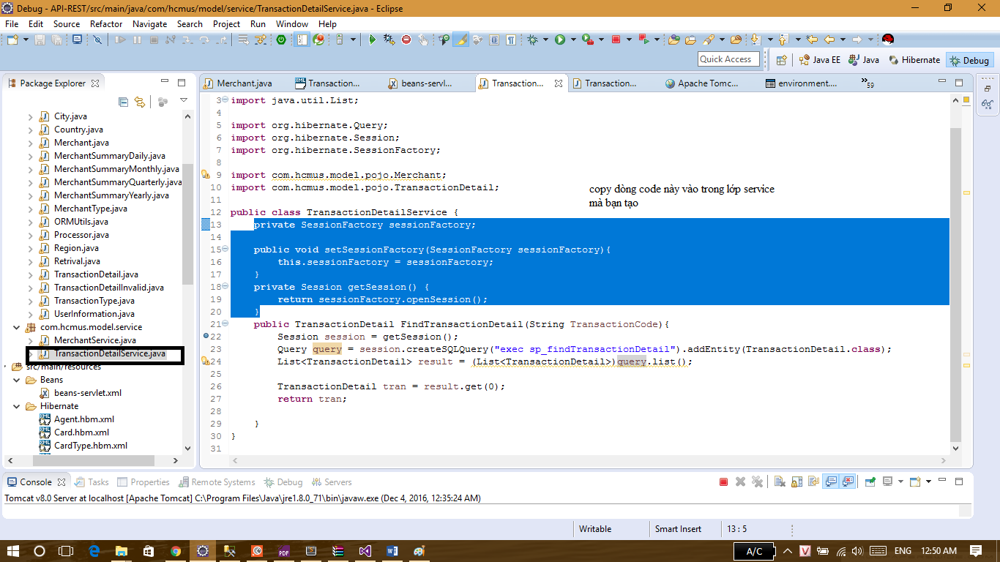 Debug - API-REST/src/main/java/com/hcmus/model/service/TransactionDetailService.java - Eclipse
File Edit Source Refactor Navigate Search Project Run Window Help
Quick Access Java EE Java Hibernate Debug
Package Explorer
City.java
Country.java
Merchant.java
MerchantSummaryDaily.java
MerchantSummaryMonthly.java
MerchantSummaryQuarterly.java
MerchantSummaryYearly.java
MerchantType.java
ORMUtils.java
Processor.java
Region.java
Retrival.java
TransactionDetail.java
TransactionDetailInvalid.java
TransactionType.java
UserInformation.java
com.hcmus.model.service
MerchantService.java
TransactionDetailService.java
src/main/resources
Beans
beans-servlet.xml
Hibernate
Agent.hbm.xml
Card.hbm.xml
CardType.hbm.xml
Merchant.java Transaction... beans-servl... Transaction... Transaction... Apache Tomc... environment.... 59
3 import java.util.List;
4
5 import org.hibernate.Query;
6 import org.hibernate.Session;
7 import org.hibernate.SessionFactory;
8
9 import com.hcmus.model.pojo.Merchant;
10 import com.hcmus.model.pojo.TransactionDetail;
11
12 public class TransactionDetailService {
13 private SessionFactory sessionFactory;
14
15 public void setSessionFactory(SessionFactory sessionFactory){
16 this.sessionFactory = sessionFactory;
17 }
18 private Session getSession() {
19 return sessionFactory.openSession();
20 }
21 public TransactionDetail FindTransactionDetail(String TransactionCode){
22 Session session = getSession();
23 Query query = session.createSQLQuery("exec sp_findTransactionDetail").addEntity(TransactionDetail.class);
24 List<TransactionDetail> result = (List<TransactionDetail>)query.list();
25
26 TransactionDetail tran = result.get(0);
27 return tran;
28
29 }
30 }
31
copy dòng code này vào trong lớp service
mà bạn tạo
Console Tasks Properties Remote Systems Debug Servers
Tomcat v8.0 Server at localhost [Apache Tomcat] C:\Program Files\Java\jre1.8.0_71\bin\javaw.exe (Dec 4, 2016, 12:35:24 AM)
Writable Smart Insert 13 : 5
A/C ENG 12:50 AM